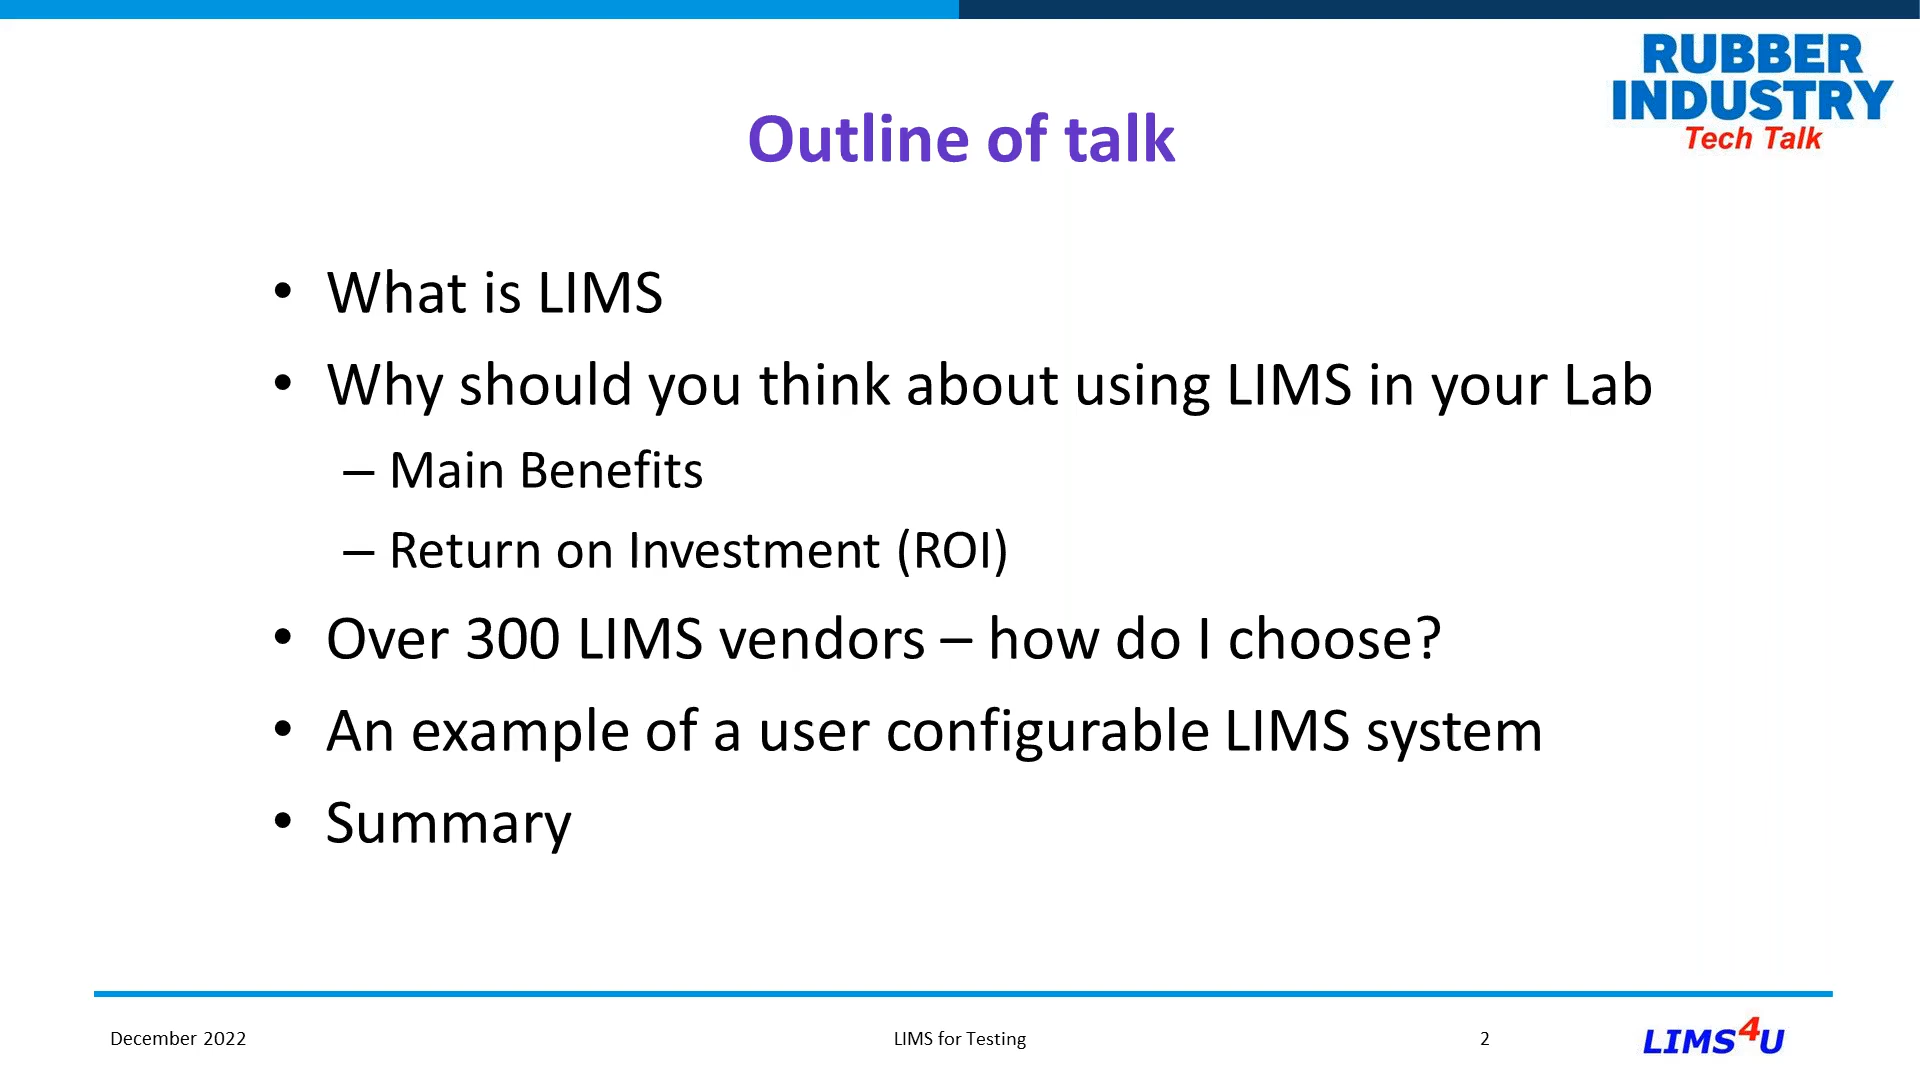 RUBBER
INDUSTRY
Tech Talk
Outline of talk
• What is LIMS
• Why should you think about using LIMS in your Lab
– Main Benefits
– Return on Investment (ROI)
• Over 300 LIMS vendors – how do I choose?
• An example of a user configurable LIMS system
• Summary
December 2022
LIMS for Testing
2
LIMS4U